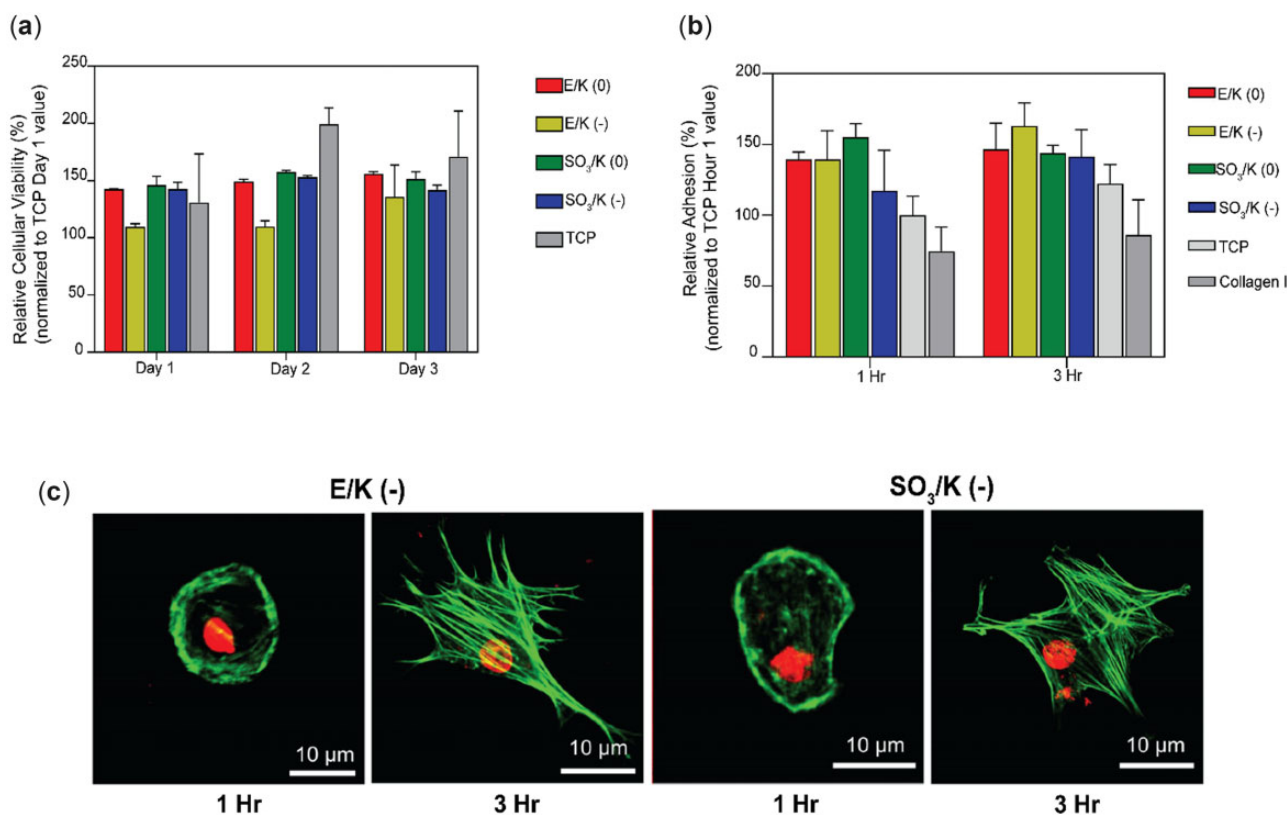 (a)
Relative Cellular Viability (%)
(normalized to TCP Day 1 value)
250
200
150
100
50
0
Day 1
Day 2
Day 3
E/K (0)
E/K (-)
SO₃/K (0)
SO₃/K (-)
TCP
(b)
Relative Adhesion (%)
(normalized to TCP Hour 1 value)
200
150
100
50
0
1 Hr
3 Hr
E/K (0)
E/K (-)
SO₃/K (0)
SO₃/K (-)
TCP
Collagen I
(c)
E/K (-)
SO₃/K (-)
10 µm
10 µm
10 µm
10 µm
1 Hr
3 Hr
1 Hr
3 Hr